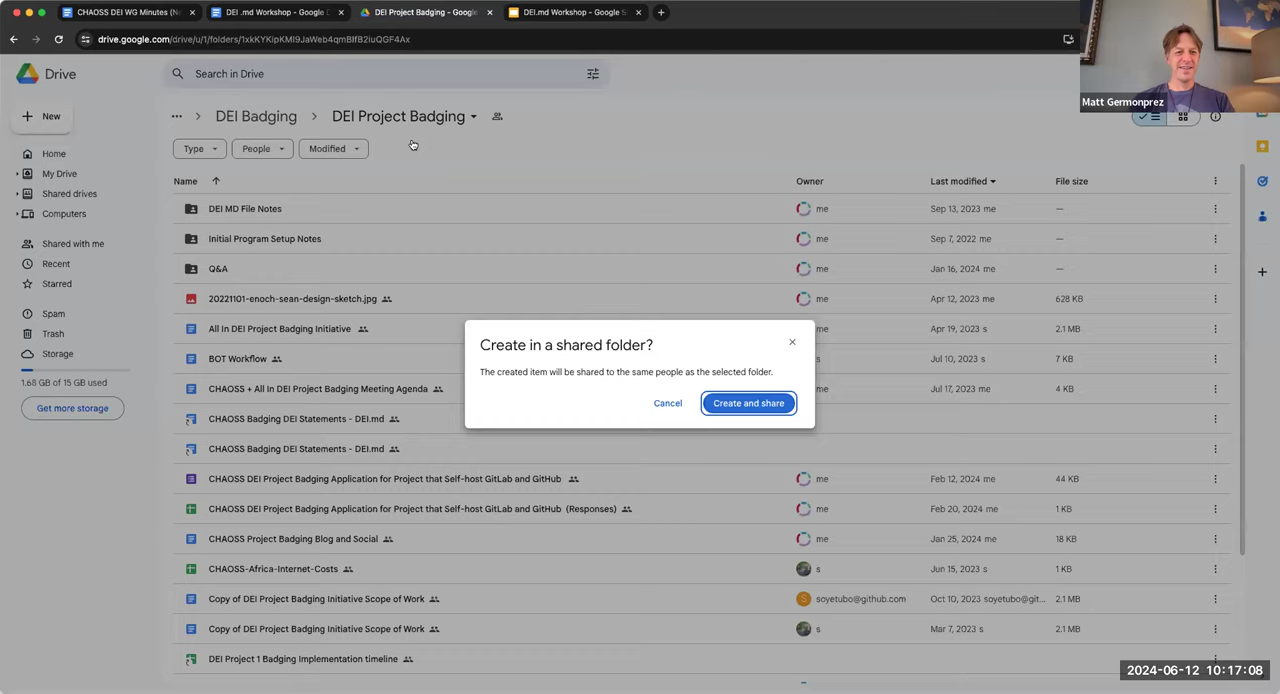 CHAOSS DEI WG Minutes (N
DEI .md Workshop - Google D
DEI Project Badging - Google
DEI.md Workshop - Google S
drive.google.com/drive/u/1/folders/1xkKYKipKMI9JaWeb4qmBIfB2iuQGF4Ax
Matt Germonprez
Drive
Search in Drive
New
DEI Badging
DEI Project Badging
Type
People
Modified
Home
My Drive
Shared drives
Computers
Shared with me
Recent
Starred
Spam
Trash
Storage
1.68 GB of 15 GB used
Get more storage
Name Owner Last modified File size
DEI MD File Notes me Sep 13, 2023 me —
Initial Program Setup Notes me Sep 7, 2022 me —
Q&A me Jan 16, 2024 me —
20221101-enoch-sean-design-sketch.jpg me Apr 12, 2023 me 628 KB
All In DEI Project Badging Initiative me Apr 19, 2023 s 2.1 MB
BOT Workflow s Jul 10, 2023 s 7 KB
CHAOSS + All In DEI Project Badging Meeting Agenda me Jul 17, 2023 me 4 KB
CHAOSS Badging DEI Statements - DEI.md
CHAOSS Badging DEI Statements - DEI.md
CHAOSS DEI Project Badging Application for Project that Self-host GitLab and GitHub me Feb 12, 2024 me 44 KB
CHAOSS DEI Project Badging Application for Project that Self-host GitLab and GitHub (Responses) me Feb 20, 2024 me 1 KB
CHAOSS Project Badging Blog and Social me Jan 25, 2024 me 18 KB
CHAOSS-Africa-Internet-Costs s Jun 15, 2023 s 1 KB
Copy of DEI Project Badging Initiative Scope of Work S soyetubo@github.com Oct 10, 2023 soyetubo@git... 2.1 MB
Copy of DEI Project Badging Initiative Scope of Work s Mar 7, 2023 s 2.1 MB
DEI Project 1 Badging Implementation timeline
Create in a shared folder?
The created item will be shared to the same people as the selected folder.
Cancel
Create and share
2024-06-12 10:17:08